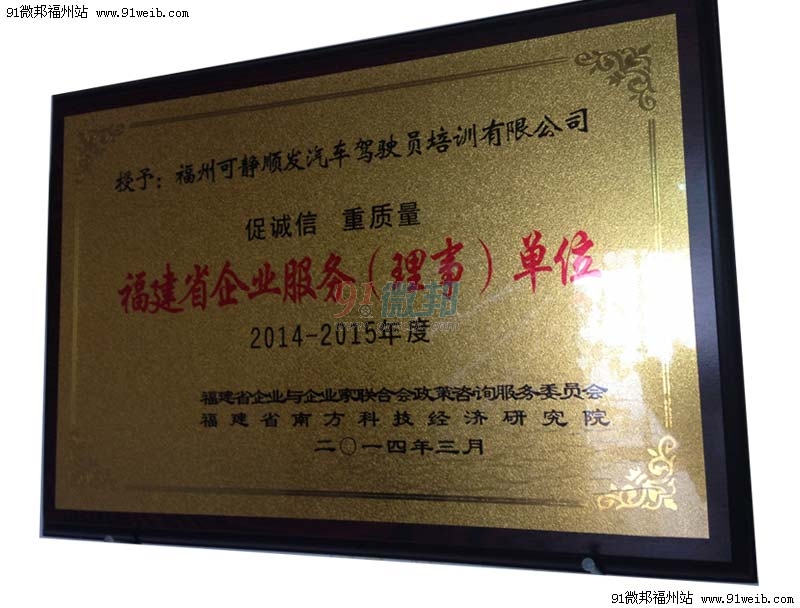 91微邦福州站 www.91weib.com
授予：福州可静顺发汽车驾驶员培训有限公司
促诚信 重质量
福建省企业服务（理事）单位
91微邦
2014-2015年度
福建省企业与企业家联合会政策咨询服务委员会
福建省南方科技经济研究院
二〇一四年三月
91微邦福州站 www.91weib.com